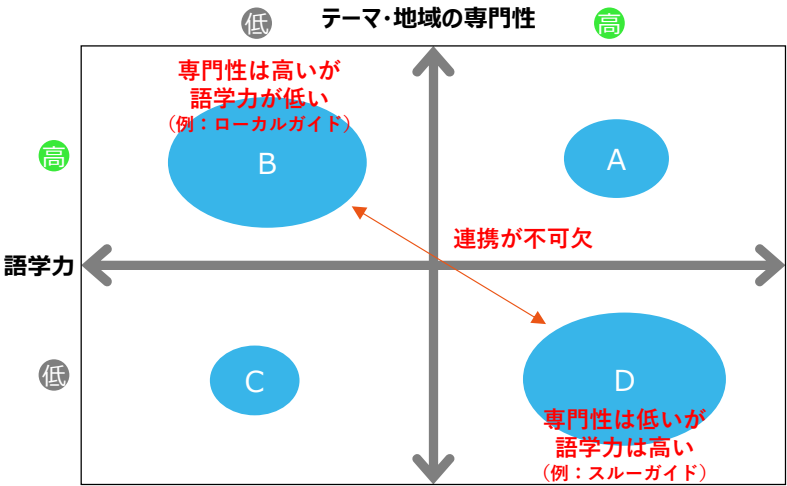 低
テーマ・地域の専門性
高
専門性は高いが
語学力が低い
（例：ローカルガイド）
高
B
A
連携が不可欠
語学力
低
C
D
専門性は低いが
語学力は高い
（例：スルーガイド）